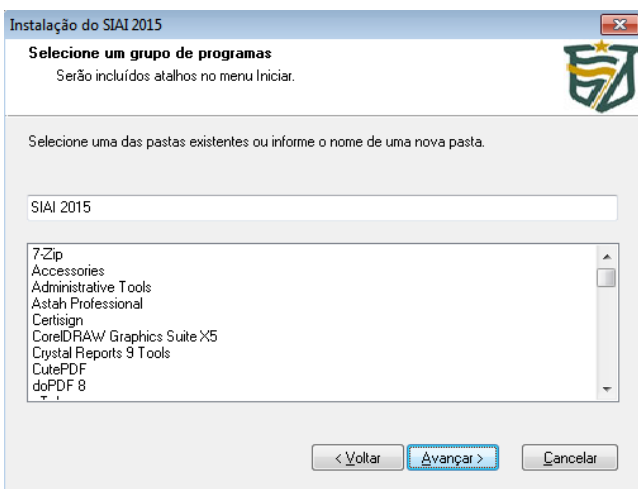 Instalação do SIAI 2015
Selecione um grupo de programas
Serão incluídos atalhos no menu Iniciar.
Selecione uma das pastas existentes ou informe o nome de uma nova pasta.
SIAI 2015
7-Zip
Accessories
Administrative Tools
Astah Professional
Certisign
CorelDRAW Graphics Suite X5
Crystal Reports 9 Tools
CutePDF
doPDF 8
< Voltar Avançar > Cancelar